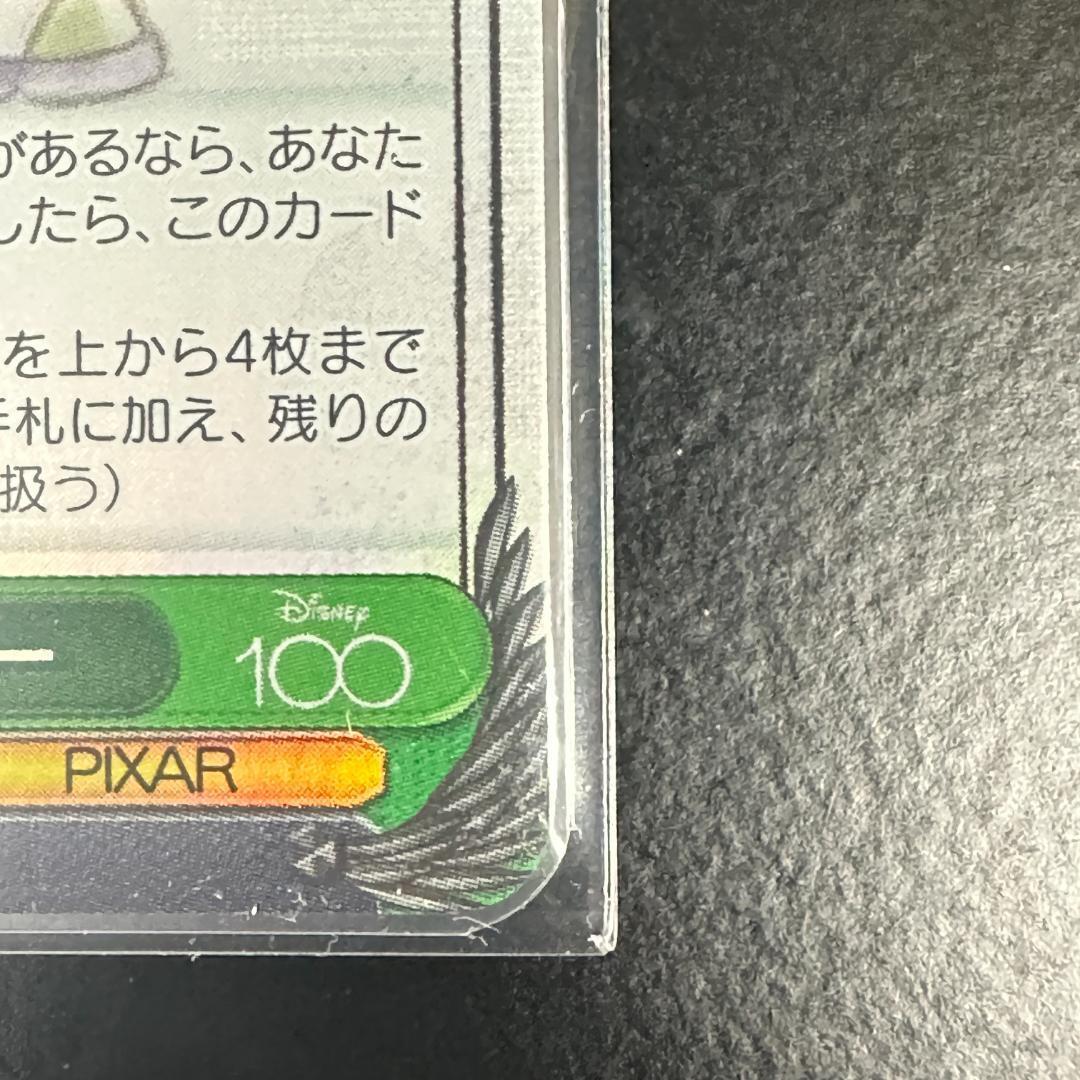 があるなら、あなた
したら、このカード
を上から4枚まで
手札に加え、残りの
扱う）
ー
Disney
100
PIXAR